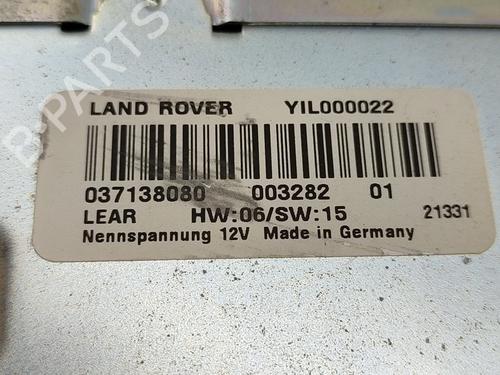 LAND ROVER YIL000022
037138080 003282 01
LEAR HW:06/SW:15 21331
Nennspannung 12V Made in Germany
B-PARTS